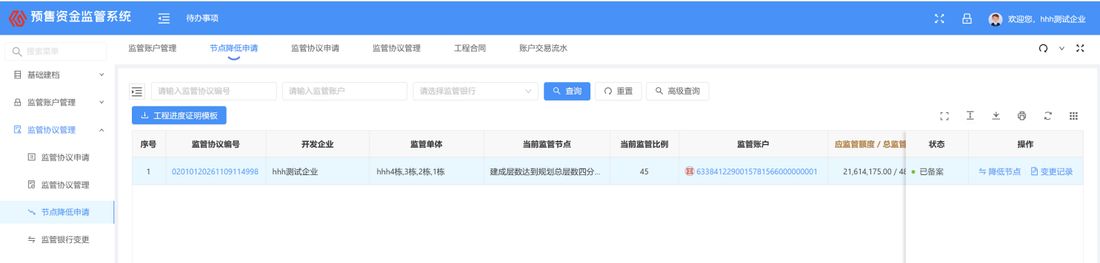 预售资金监管系统
待办事项
欢迎您，hhh测试企业
搜索菜单
监管账户管理 节点降低申请 监管协议申请 监管协议管理 工程合同 账户交易流水
基础建档
监管账户管理
监管协议管理
监管协议申请
监管协议管理
节点降低申请
监管银行变更
请输入监管协议编号 请输入监管账户 请选择监管银行 查询 重置 高级查询
工程进度证明模板
序号 监管协议编号 开发企业 监管单体 当前监管节点 当前监管比例 监管账户 应监管额度 / 总监管 状态 操作
1 02010120261109114998 hhh测试企业 hhh4栋,3栋,2栋,1栋 建成层数达到规划总层数四分... 45 6338412290015781566000000001 21,614,175.00 / 48 已备案 降低节点 变更记录